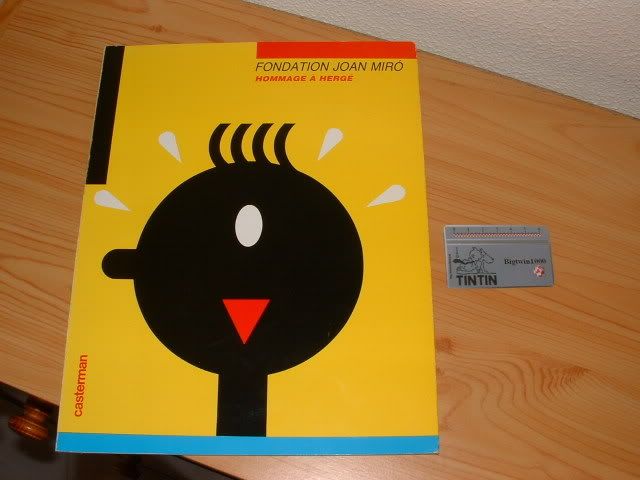 FONDATION JOAN MIRÓ
HOMMAGE À HERGÉ
casterman
TINTIN
Bigtwin1000